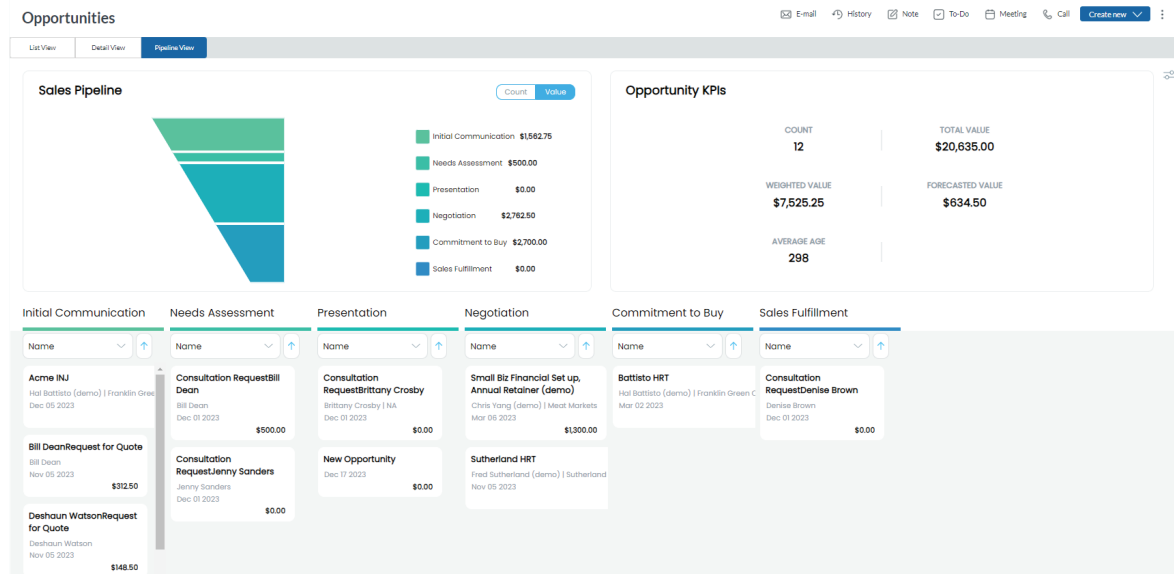 Opportunities
E-mail
History
Note
To-Do
Meeting
Call
Create new
List View
Detail View
Pipeline View
Sales Pipeline
Count
Value
Initial Communication $1,562.75
Needs Assessment $500.00
Presentation $0.00
Negotiation $2,762.50
Commitment to Buy $2,700.00
Sales Fulfillment $0.00
Opportunity KPIs
COUNT
12
TOTAL VALUE
$20,635.00
WEIGHTED VALUE
$7,525.25
FORECASTED VALUE
$634.50
AVERAGE AGE
298
Initial Communication
Name
Acme INJ
Hal Battisto (demo) | Franklin Gree
Dec 05 2023
Bill DeanRequest for Quote
Bill Dean
Nov 05 2023
$312.50
Deshaun WatsonRequest
for Quote
Deshaun Watson
Nov 05 2023
$148.50
Needs Assessment
Name
Consultation RequestBill
Dean
Bill Dean
Dec 01 2023
$500.00
Consultation
RequestJenny Sanders
Jenny Sanders
Dec 01 2023
$0.00
Presentation
Name
Consultation
RequestBrittany Crosby
Brittany Crosby | NA
Dec 01 2023
$0.00
New Opportunity
Dec 17 2023
$0.00
Negotiation
Name
Small Biz Financial Set up,
Annual Retainer (demo)
Chris Yang (demo) | Meat Markets
Mar 06 2023
$1,300.00
Sutherland HRT
Fred Sutherland (demo) | Sutherland
Nov 05 2023
Commitment to Buy
Name
Battisto HRT
Hal Battisto (demo) | Franklin Green C
Mar 02 2023
Sales Fulfillment
Name
Consultation
RequestDenise Brown
Denise Brown
Dec 01 2023
$0.00